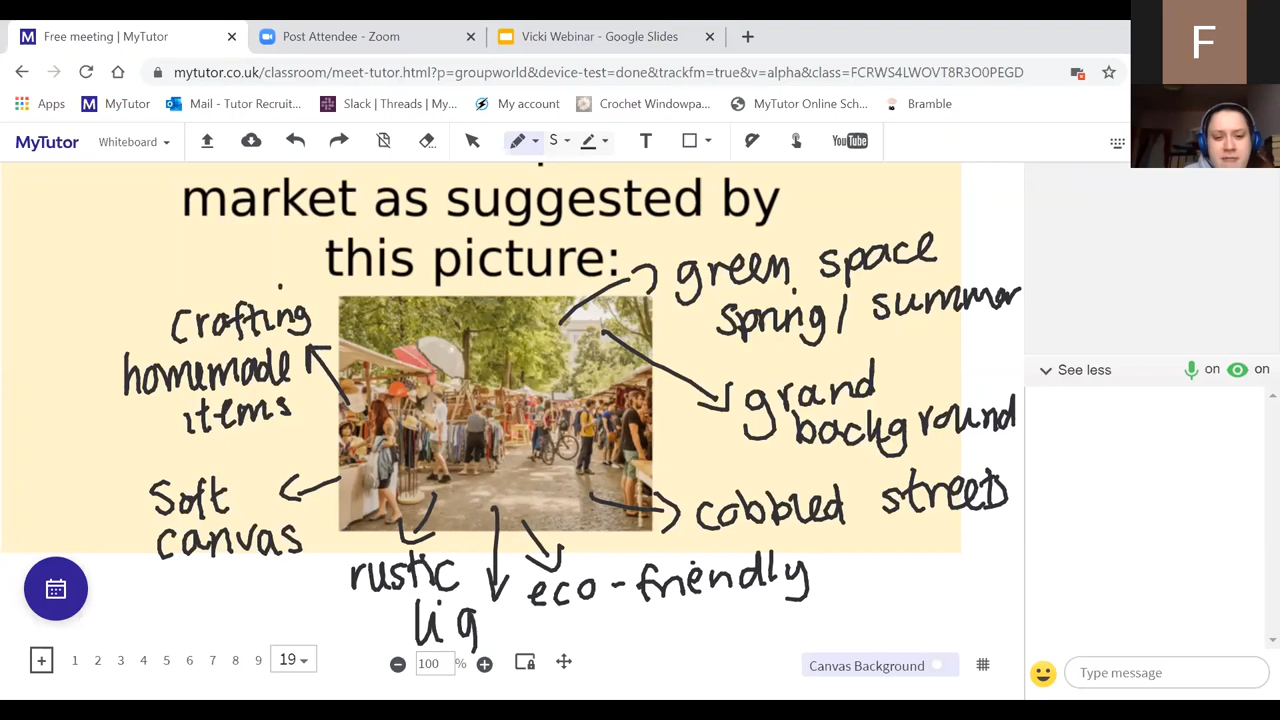 Free meeting | MyTutor
Post Attendee - Zoom
Vicki Webinar - Google Slides
mytutor.co.uk/classroom/meet-tutor.html?p=groupworld&device-test=done&trackfm=true&v=alpha&class=FCRWS4LWOVT8R3O0PEGD
Apps
MyTutor
Mail - Tutor Recruit...
Slack | Threads | My...
My account
Crochet Windowpa...
MyTutor Online Sch...
Bramble
F
MyTutor
Whiteboard
S
T
YouTube
market as suggested by
this picture:
green space
spring/ summer
crafting
homemade
items
grand
background
soft
canvas
cobbled streets
rustic
eco-friendly
lig
See less
on
on
1 2 3 4 5 6 7 8 9 19
100 %
Canvas Background
Type message